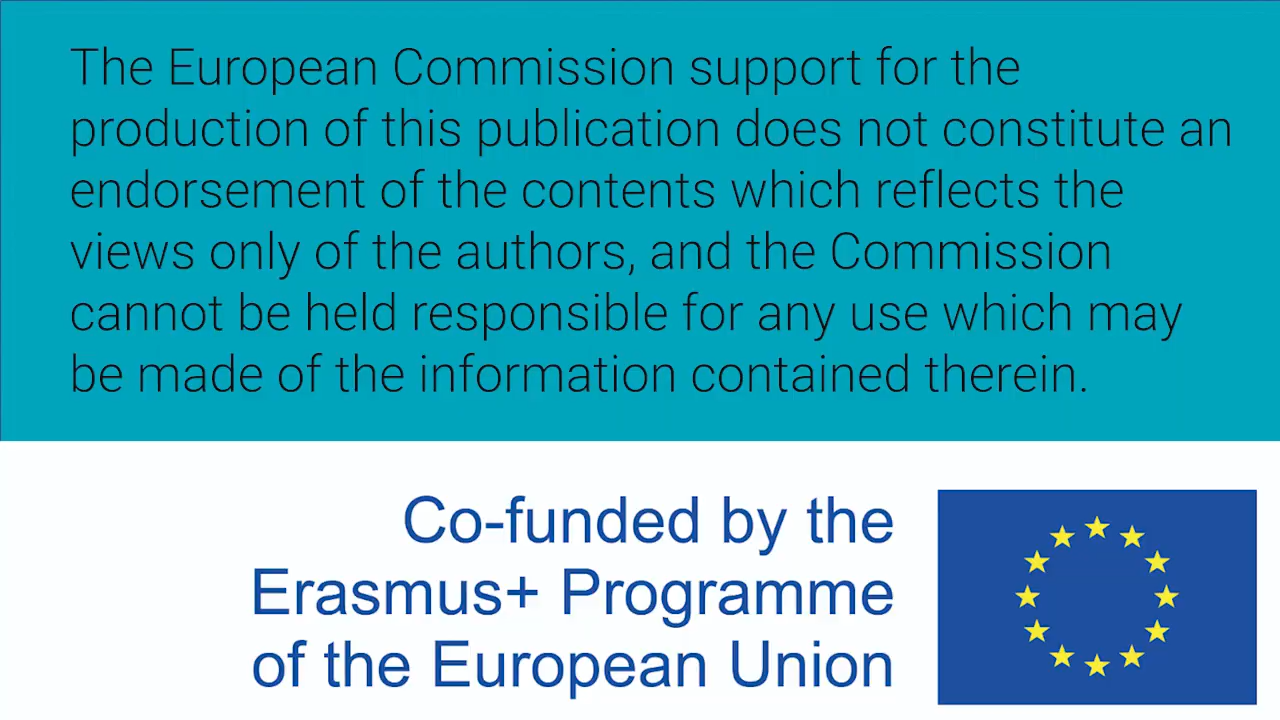 The European Commission support for the
production of this publication does not constitute an
endorsement of the contents which reflects the
views only of the authors, and the Commission
cannot be held responsible for any use which may
be made of the information contained therein.
Co-funded by the
Erasmus+ Programme
of the European Union